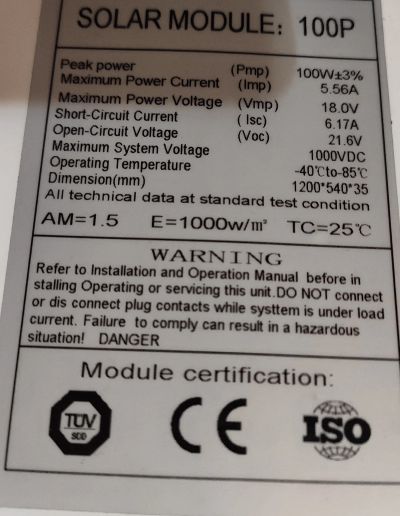 SOLAR MODULE: 100P
Peak power (Pmp) 100W±3%
Maximum Power Current (Imp) 5.56A
Maximum Power Voltage (Vmp) 18.0V
Short-Circuit Current ( Isc) 6.17A
Open-Circuit Voltage (Voc) 21.6V
Maximum System Voltage 1000VDC
Operating Temperature -40℃to-85℃
Dimension(mm) 1200*540*35
All technical data at standard test condition
AM=1.5 E=1000w/m² TC=25℃
WARNING
Refer to Installation and Operation Manual before in
stalling Operating or servicing this unit.DO NOT connect
or dis connect plug contacts while systtem is under load
current. Failure to comply can result in a hazardous
situation! DANGER
Module certification:
TÜV CE ISO
SÜD